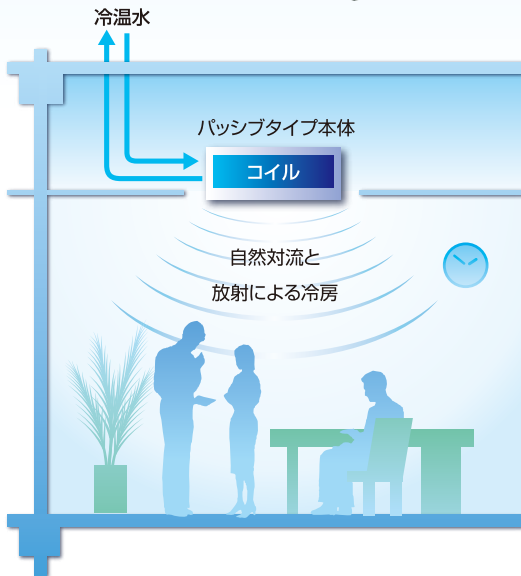 冷温水
パッシブタイプ本体
コイル
自然対流と
放射による冷房